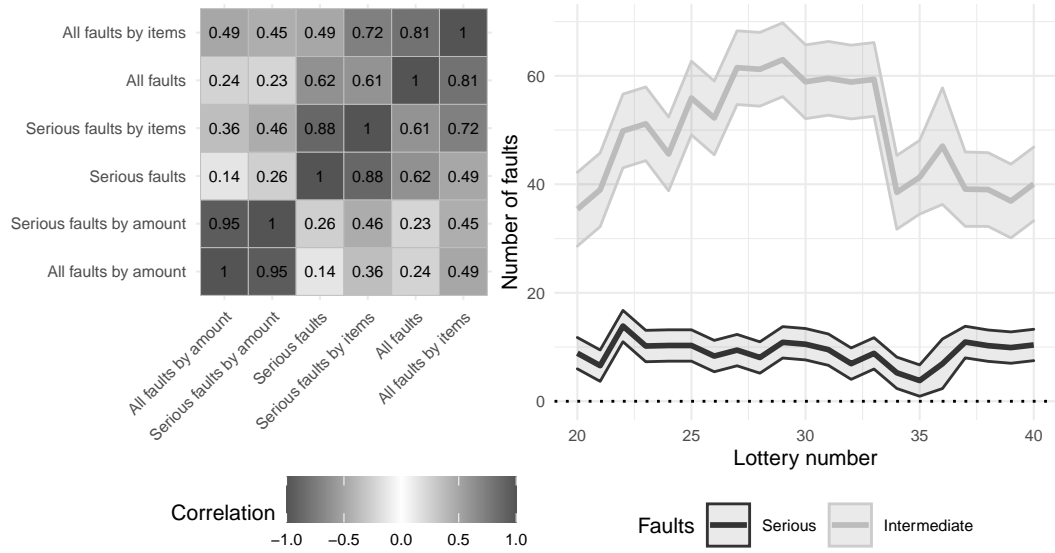 All faults by items
0.49 0.45 0.49 0.72 0.81 1
All faults
0.24 0.23 0.62 0.61 1 0.81
Serious faults by items
0.36 0.46 0.88 1 0.61 0.72
Serious faults
0.14 0.26 1 0.88 0.62 0.49
Serious faults by amount
0.95 1 0.26 0.46 0.23 0.45
All faults by amount
1 0.95 0.14 0.36 0.24 0.49
All faults by amount
Serious faults by amount
Serious faults
Serious faults by items
All faults
All faults by items
Correlation
−1.0 −0.5 0.0 0.5 1.0
Number of faults
60
40
20
0
20 25 30 35 40
Lottery number
Faults Serious Intermediate